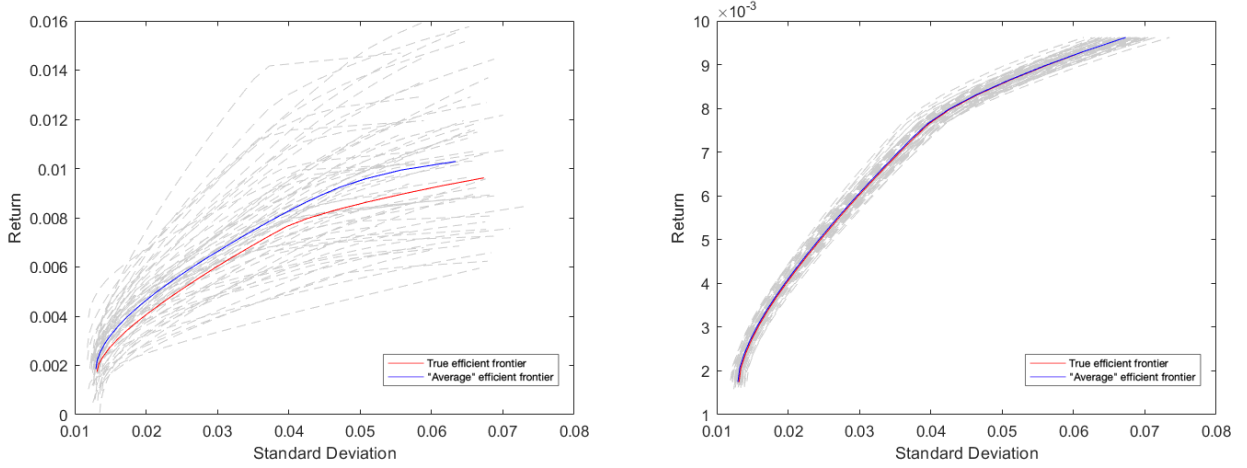 0.016
0.014
0.012
0.01
0.008
0.006
0.004
0.002
0
Return
0.01 0.02 0.03 0.04 0.05 0.06 0.07 0.08
Standard Deviation
True efficient frontier
"Average" efficient frontier
10 ×10⁻³
9
8
7
6
5
4
3
2
1
Return
0.01 0.02 0.03 0.04 0.05 0.06 0.07 0.08
Standard Deviation
True efficient frontier
"Average" efficient frontier